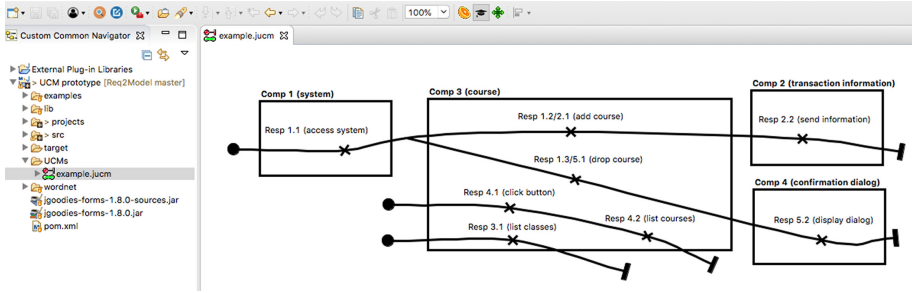 100%
Custom Common Navigator
example.jucm
External Plug-in Libraries
> UCM prototype [Req2Model master]
examples
lib
> projects
> src
target
UCMs
example.jucm
wordnet
jgoodies-forms-1.8.0-sources.jar
jgoodies-forms-1.8.0.jar
pom.xml
Comp 1 (system)
Resp 1.1 (access system)
Comp 3 (course)
Resp 1.2/2.1 (add course)
Resp 1.3/5.1 (drop course)
Resp 4.1 (click button)
Resp 4.2 (list courses)
Resp 3.1 (list classes)
Comp 2 (transaction information)
Resp 2.2 (send information)
Comp 4 (confirmation dialog)
Resp 5.2 (display dialog)